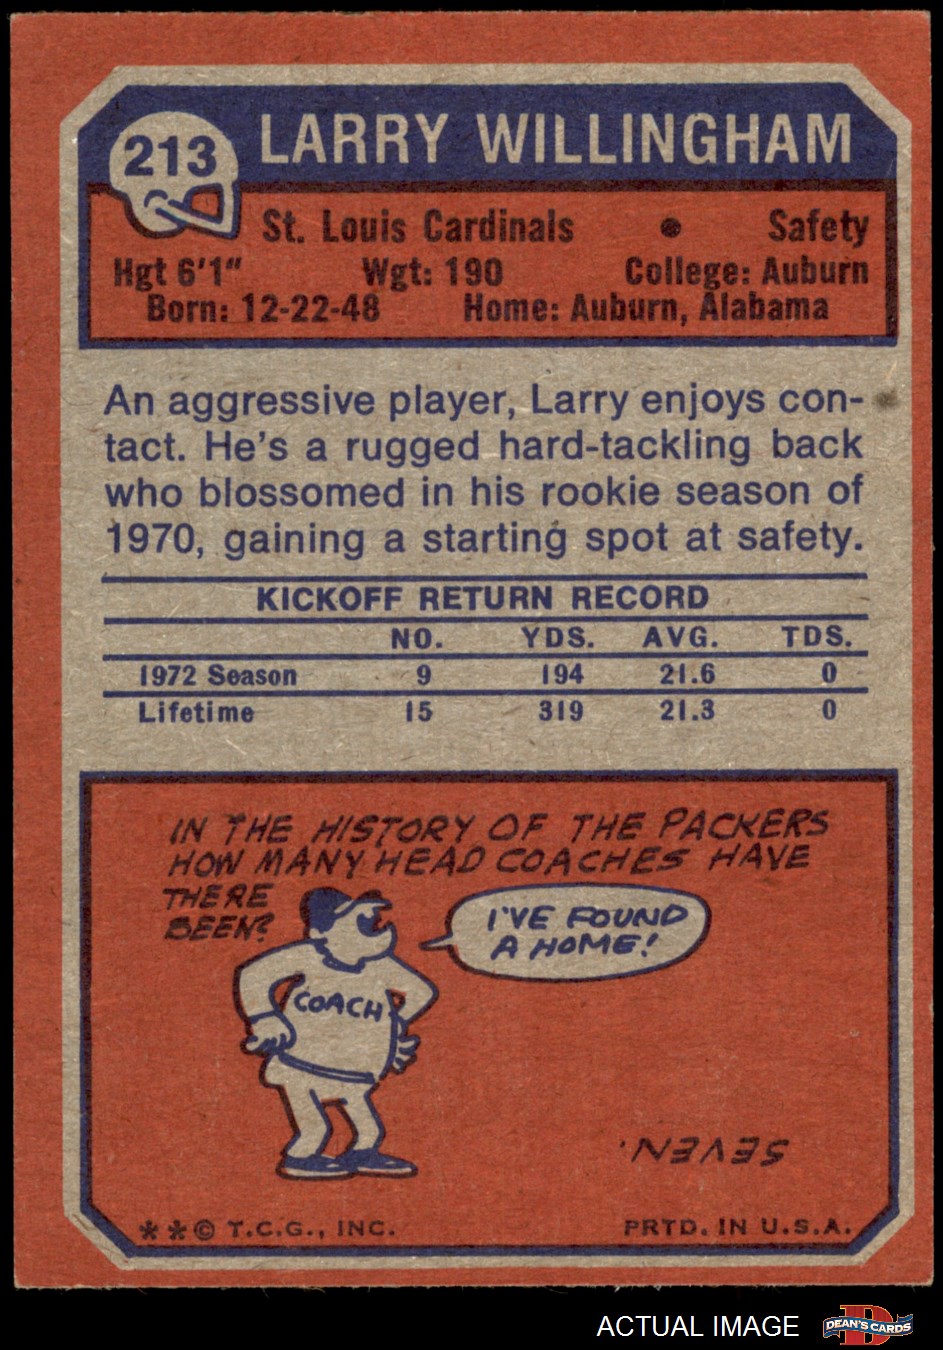 213
LARRY WILLINGHAM
St. Louis Cardinals • Safety
Hgt 6'1" Wgt: 190 College: Auburn
Born: 12-22-48 Home: Auburn, Alabama
An aggressive player, Larry enjoys con-
tact. He's a rugged hard-tackling back
who blossomed in his rookie season of
1970, gaining a starting spot at safety.
KICKOFF RETURN RECORD
NO. YDS. AVG. TDS.
1972 Season 9 194 21.6 0
Lifetime 15 319 21.3 0
IN THE HISTORY OF THE PACKERS
HOW MANY HEAD COACHES HAVE
THERE
BEEN?
I'VE FOUND
A HOME!
COACH
SEVEN.
**© T.C.G., INC. PRTD. IN U.S.A.
ACTUAL IMAGE
D
DEAN'S CARDS